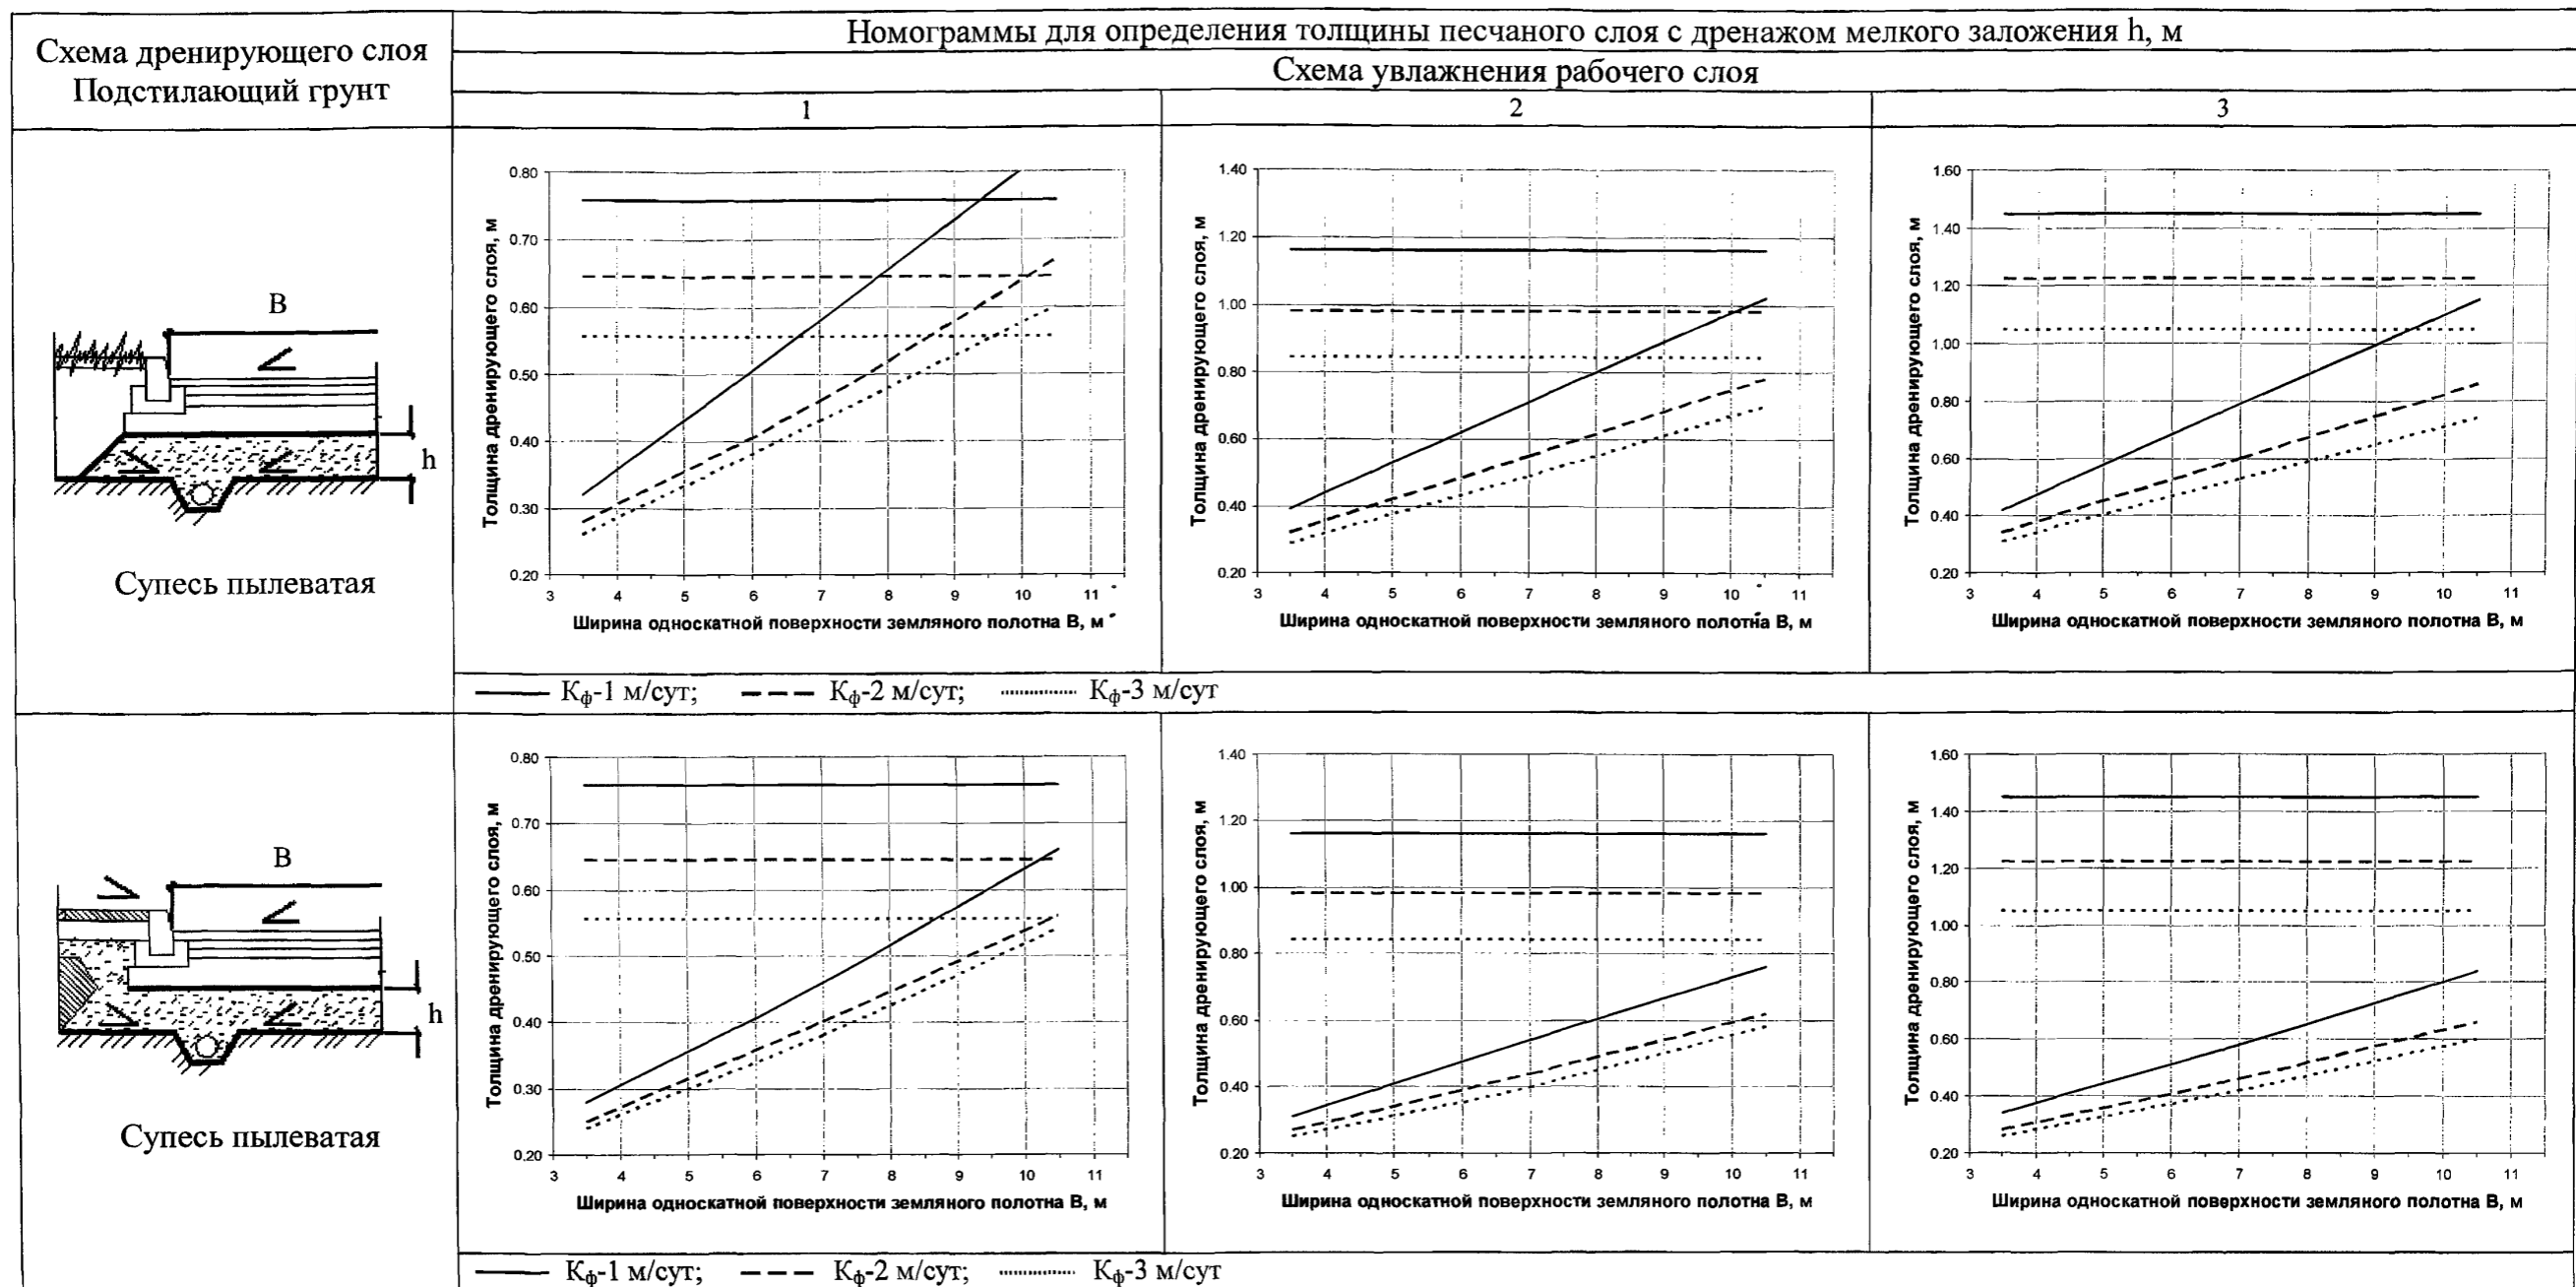 Схема дренирующего слоя
Подстилающий грунт
Номограммы для определения толщины песчаного слоя с дренажом мелкого заложения h, м
Схема увлажнения рабочего слоя
1
2
3
B
h
Супесь пылеватая
Толщина дренирующего слоя, м
0.80
0.70
0.60
0.50
0.40
0.30
0.20
3 4 5 6 7 8 9 10 11
Ширина односкатной поверхности земляного полотна В, м
Толщина дренирующего слоя, м
1.40
1.20
1.00
0.80
0.60
0.40
0.20
3 4 5 6 7 8 9 10 11
Ширина односкатной поверхности земляного полотна В, м
Толщина дренирующего слоя, м
1.60
1.40
1.20
1.00
0.80
0.60
0.40
0.20
3 4 5 6 7 8 9 10 11
Ширина односкатной поверхности земляного полотна В, м
Кф-1 м/сут; Кф-2 м/сут; Кф-3 м/сут
B
h
Супесь пылеватая
Толщина дренирующего слоя, м
0.80
0.70
0.60
0.50
0.40
0.30
0.20
3 4 5 6 7 8 9 10 11
Ширина односкатной поверхности земляного полотна В, м
Толщина дренирующего слоя, м
1.40
1.20
1.00
0.80
0.60
0.40
0.20
3 4 5 6 7 8 9 10 11
Ширина односкатной поверхности земляного полотна В, м
Толщина дренирующего слоя, м
1.60
1.40
1.20
1.00
0.80
0.60
0.40
0.20
3 4 5 6 7 8 9 10 11
Ширина односкатной поверхности земляного полотна В, м
Кф-1 м/сут; Кф-2 м/сут; Кф-3 м/сут